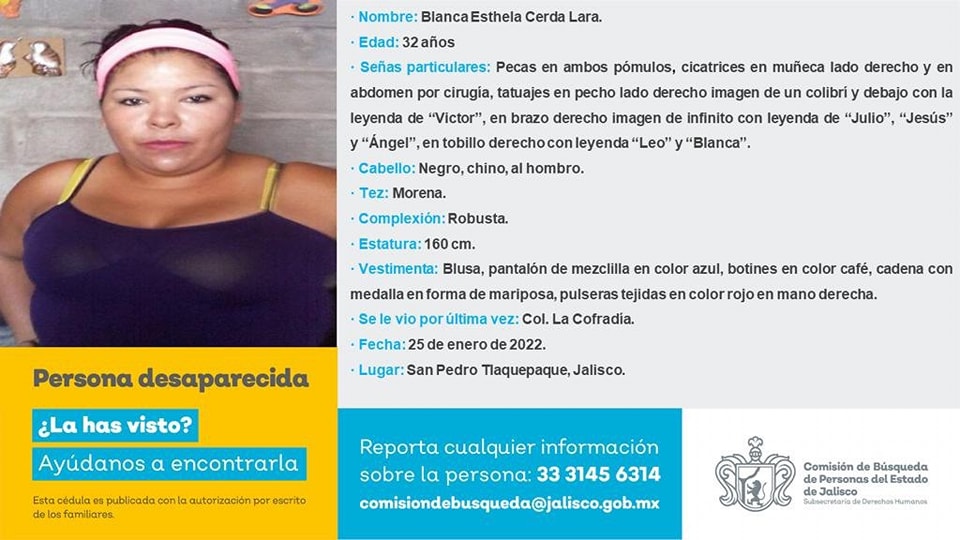 · Nombre: Blanca Esthela Cerda Lara.
· Edad: 32 años
· Señas particulares: Pecas en ambos pómulos, cicatrices en muñeca lado derecho y en
abdomen por cirugía, tatuajes en pecho lado derecho imagen de un colibrí y debajo con la
leyenda de “Victor”, en brazo derecho imagen de infinito con leyenda de “Julio”, “Jesús”
y “Ángel”, en tobillo derecho con leyenda “Leo” y “Blanca”.
· Cabello: Negro, chino, al hombro.
· Tez: Morena.
· Complexión: Robusta.
· Estatura: 160 cm.
· Vestimenta: Blusa, pantalón de mezclilla en color azul, botines en color café, cadena con
medalla en forma de mariposa, pulseras tejidas en color rojo en mano derecha.
· Se le vio por última vez: Col. La Cofradía.
· Fecha: 25 de enero de 2022.
· Lugar: San Pedro Tlaquepaque, Jalisco.
Persona desaparecida
¿La has visto?
Ayúdanos a encontrarla
Esta cédula es publicada con la autorización por escrito
de los familiares.
Reporta cualquier información
sobre la persona: 33 3145 6314
comisiondebusqueda@jalisco.gob.mx
Comisión de Búsqueda
de Personas del Estado
de Jalisco
Subsecretaría de Derechos Humanos